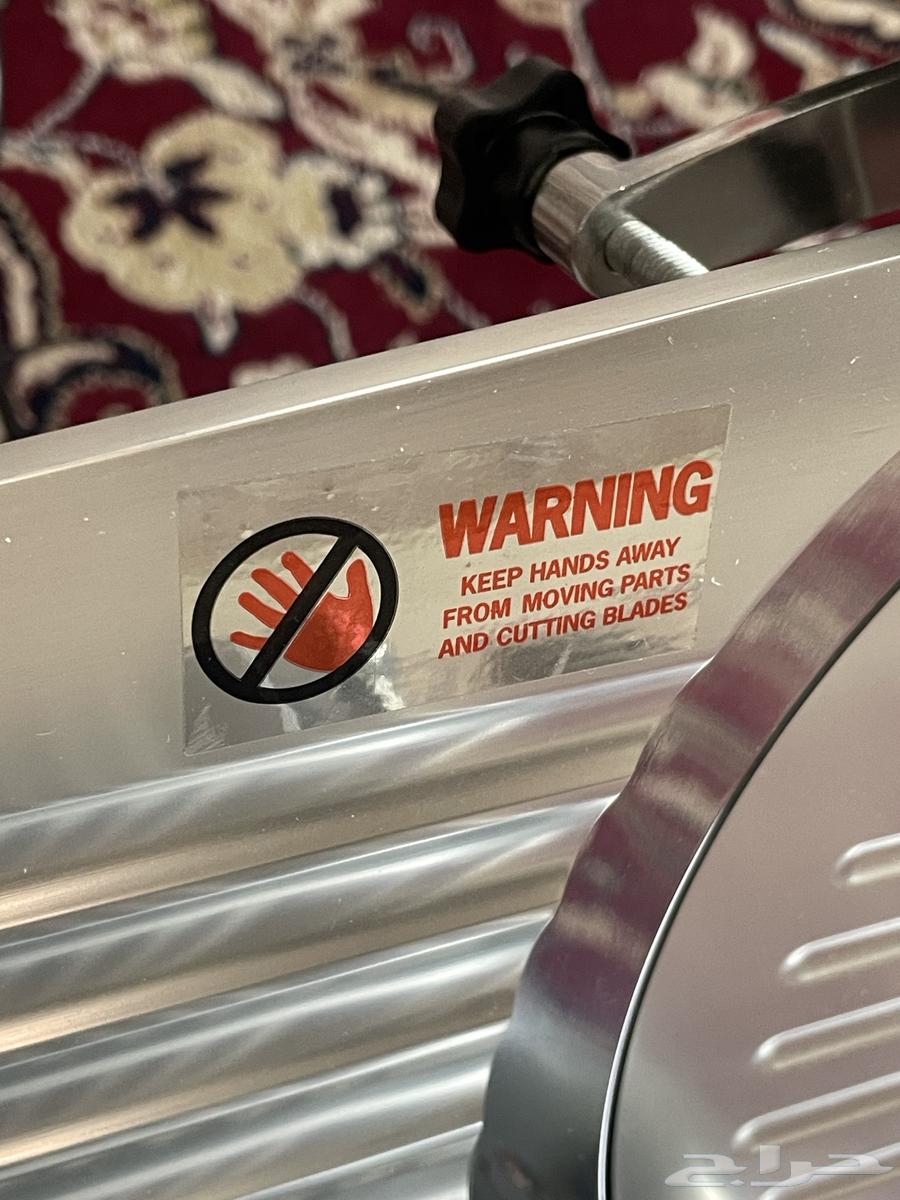 WARNING
KEEP HANDS AWAY
FROM MOVING PARTS
AND CUTTING BLADES
حراج